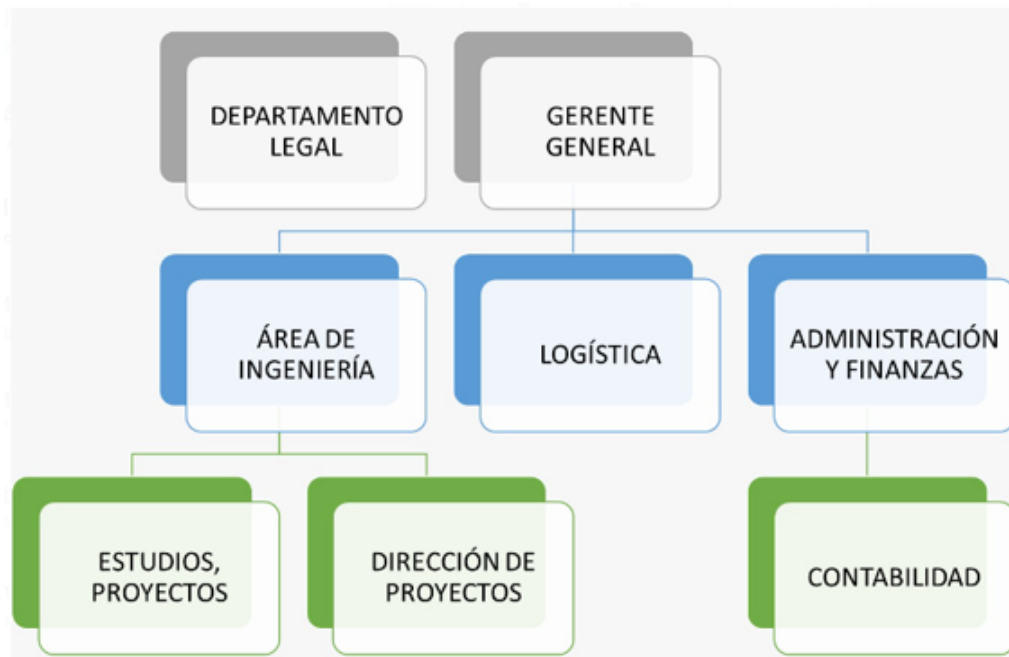 DEPARTAMENTO
LEGAL
GERENTE
GENERAL
ÁREA DE
INGENIERÍA
LOGÍSTICA
ADMINISTRACIÓN
Y FINANZAS
ESTUDIOS,
PROYECTOS
DIRECCIÓN DE
PROYECTOS
CONTABILIDAD